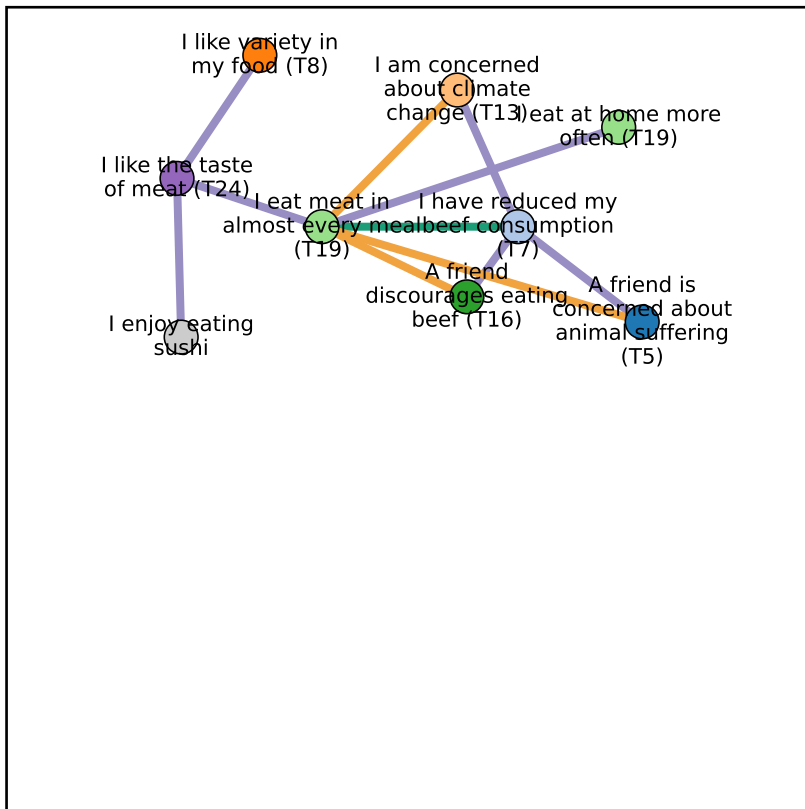 I like variety in
my food (T8)
I am concerned
about climate
change (T13)
I eat at home more
often (T19)
I like the taste
of meat (T24)
I eat meat in
almost every meal
(T19)
I have reduced my
beef consumption
(T7)
A friend
discourages eating
beef (T16)
A friend is
concerned about
animal suffering
(T5)
I enjoy eating
sushi